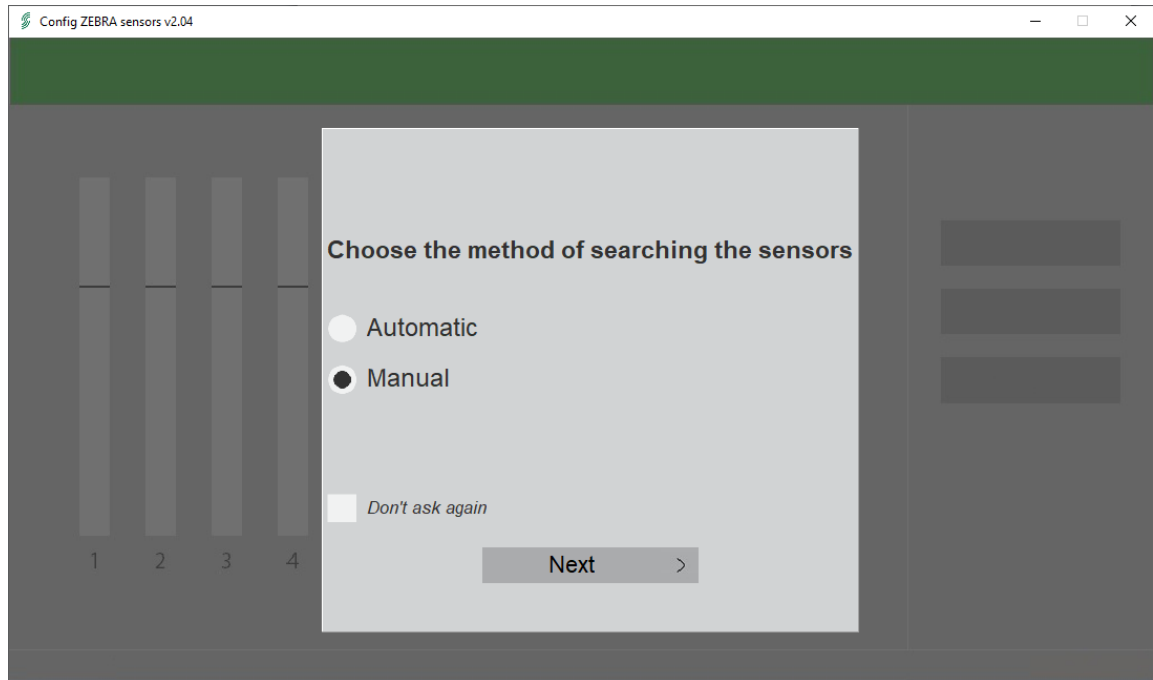 Config ZEBRA sensors v2.04
Choose the method of searching the sensors
Automatic
Manual
Don't ask again
Next
1 2 3 4